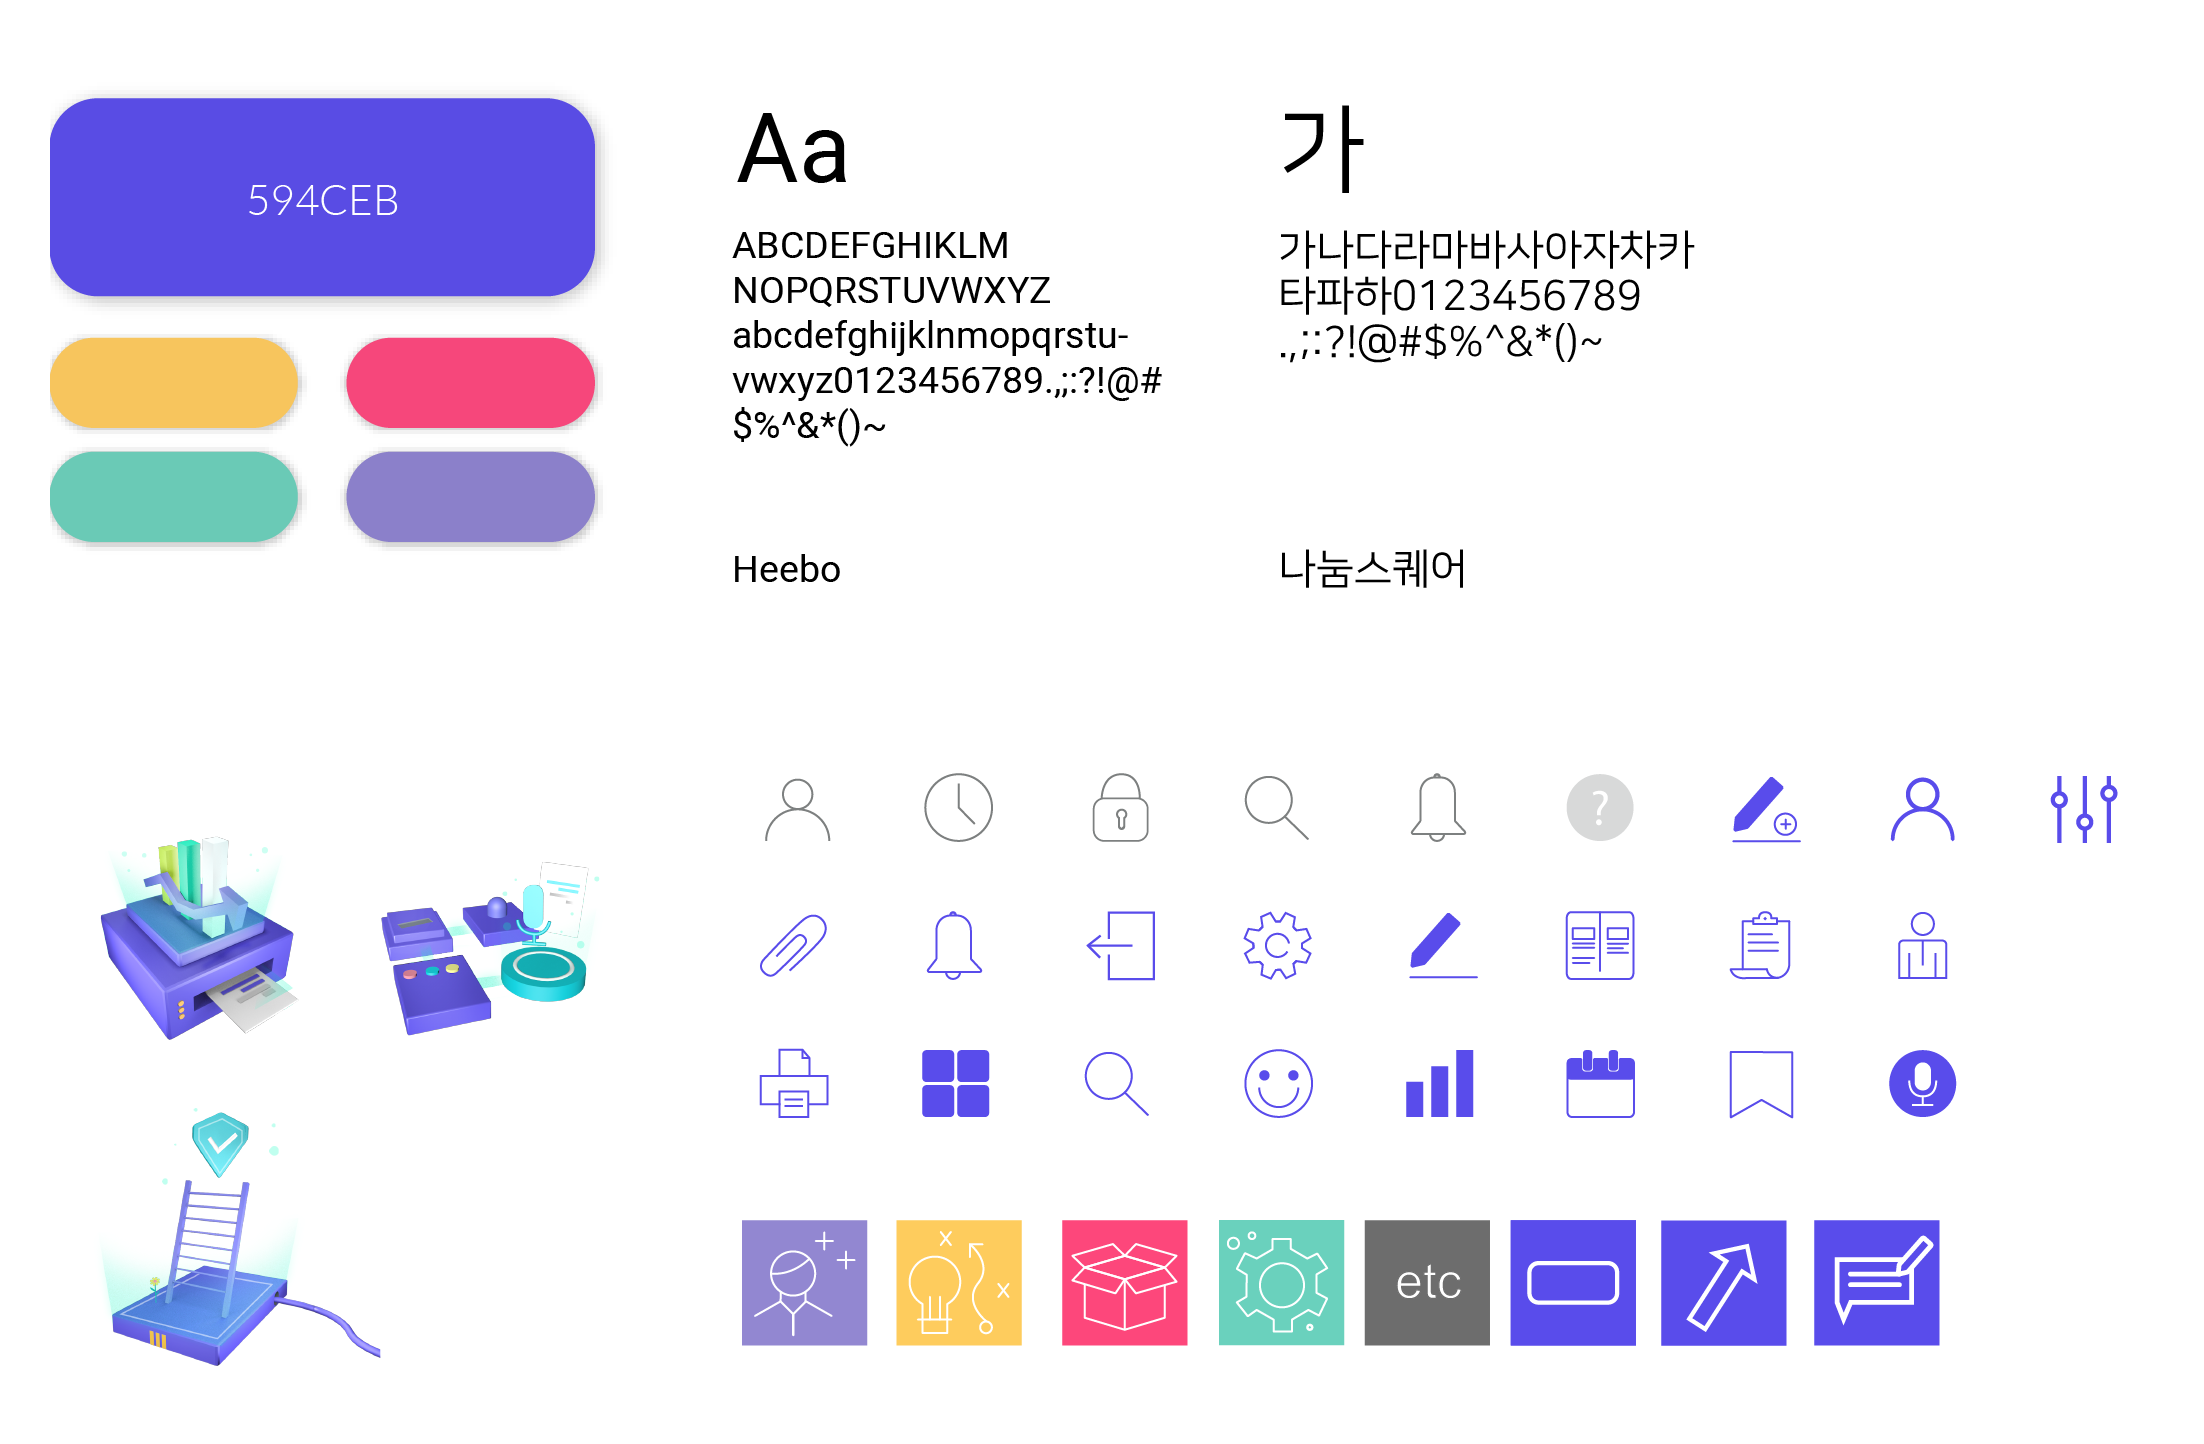 594CEB
Aa
ABCDEFGHIKLM
NOPQRSTUVWXYZ
abcdefghijklnmopqrstu-
vwxyz0123456789.,;:?!@#
$%^&*()~
Heebo
가
가나다라마바사아자차카
타파하0123456789
.,;:?!@#$%^&*()~
나눔스퀘어
?
x
x
etc